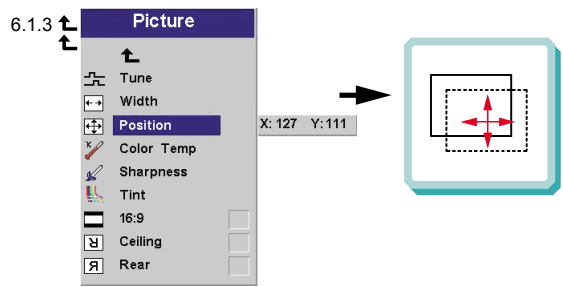 6.1.3
Picture
Tune
Width
Position X: 127 Y: 111
Color Temp
Sharpness
Tint
16:9
Ceiling
Rear